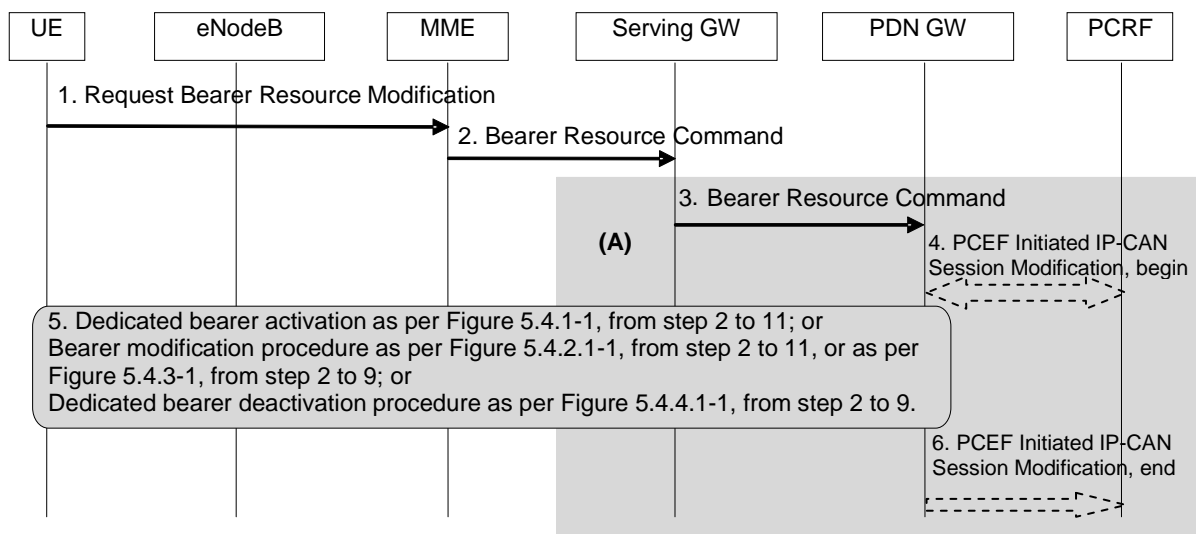 UE
eNodeB
MME
Serving GW
PDN GW
PCRF
1. Request Bearer Resource Modification
2. Bearer Resource Command
3. Bearer Resource Command
(A)
4. PCEF Initiated IP-CAN
Session Modification, begin
5. Dedicated bearer activation as per Figure 5.4.1-1, from step 2 to 11; or
Bearer modification procedure as per Figure 5.4.2.1-1, from step 2 to 11, or as per
Figure 5.4.3-1, from step 2 to 9; or
Dedicated bearer deactivation procedure as per Figure 5.4.4.1-1, from step 2 to 9.
6. PCEF Initiated IP-CAN
Session Modification, end